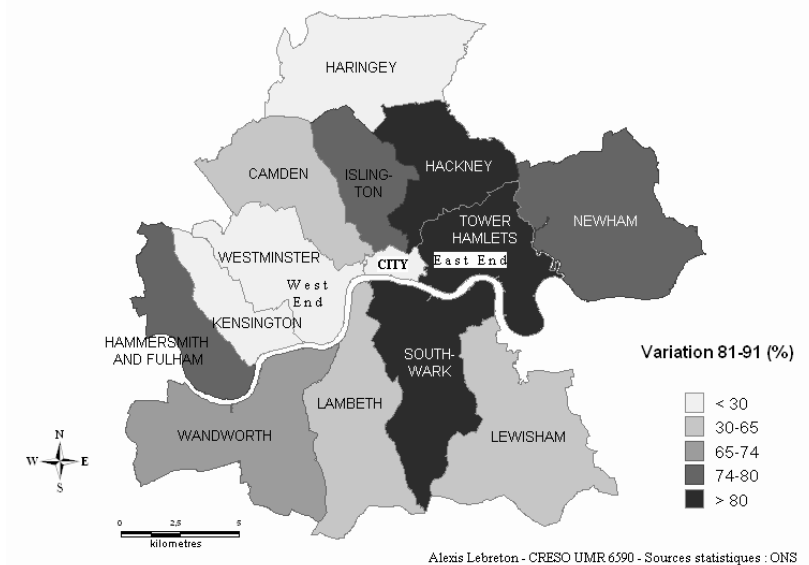 HARINGEY
CAMDEN
ISLING-
TON
HACKNEY
TOWER
HAMLETS
East End
NEWHAM
WESTMINSTER
CITY
West
End
KENSINGTON
HAMMERSMITH
AND FULHAM
SOUTH-
WARK
LAMBETH
WANDWORTH
LEWISHAM
Variation 81-91 (%)
< 30
30-65
65-74
74-80
> 80
N
W E
S
0 2,5 5
kilometres
Alexis Lebreton - CRESO UMR 6590 - Sources statistiques : ONS